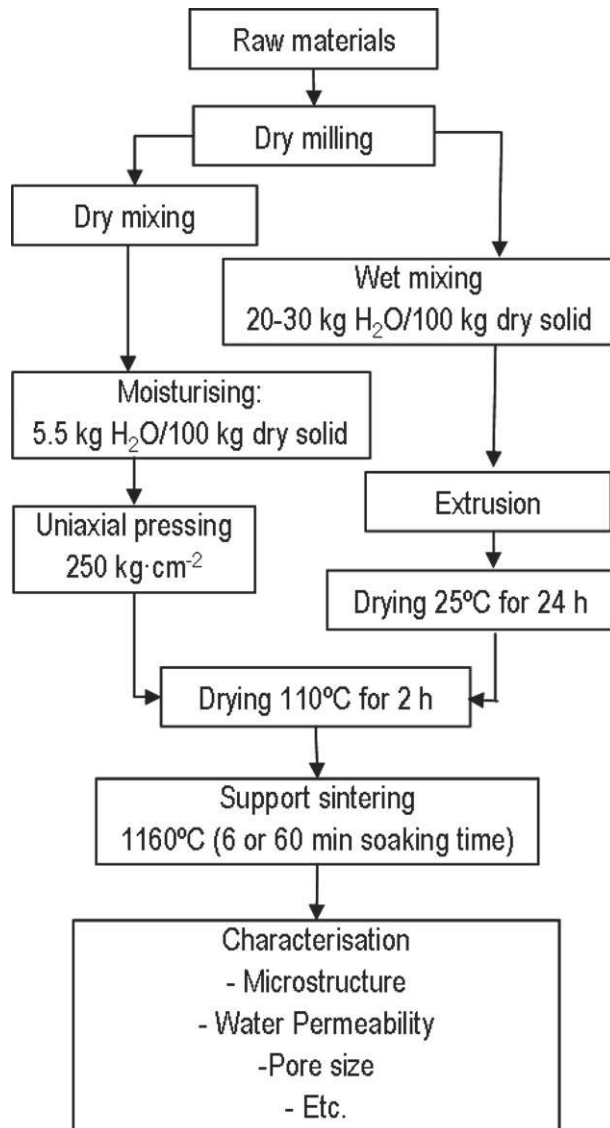 Raw materials
Dry milling
Dry mixing
Wet mixing
20-30 kg H₂O/100 kg dry solid
Moisturising:
5.5 kg H₂O/100 kg dry solid
Extrusion
Uniaxial pressing
250 kg·cm⁻²
Drying 25ºC for 24 h
Drying 110ºC for 2 h
Support sintering
1160ºC (6 or 60 min soaking time)
Characterisation
- Microstructure
- Water Permeability
-Pore size
- Etc.